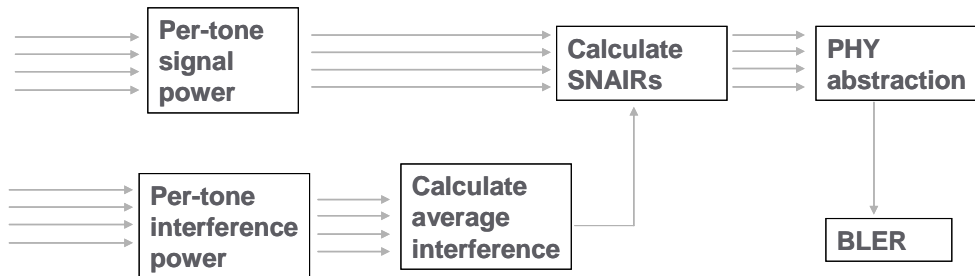 Per-tone
signal
power
Calculate
SNAIRs
PHY
abstraction
Per-tone
interference
power
Calculate
average
interference
BLER